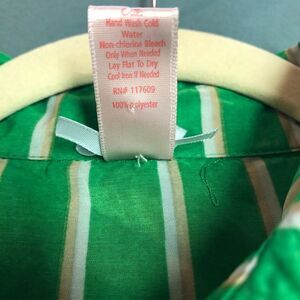 Hand Wash Cold
Water
Non-chlorine Bleach
Only When Needed
Lay Flat To Dry
Cool Iron If Needed
RN# 117609
100% polyester